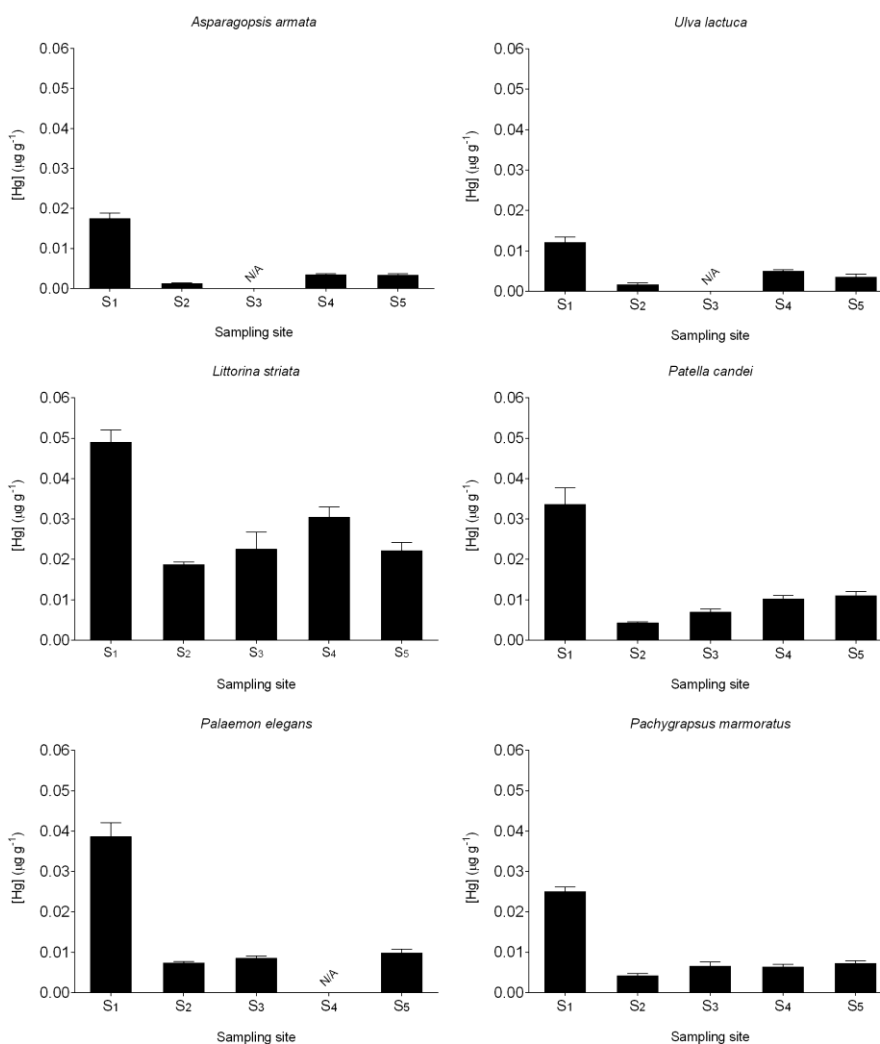 Asparagopsis armata
0.06
0.05
0.04
0.03
0.02
0.01
0.00
[Hg] (µg g⁻¹)
N/A
S₁ S₂ S₃ S₄ S₅
Sampling site
Ulva lactuca
0.06
0.05
0.04
0.03
0.02
0.01
0.00
[Hg] (µg g⁻¹)
N/A
S₁ S₂ S₃ S₄ S₅
Sampling site
Littorina striata
0.06
0.05
0.04
0.03
0.02
0.01
0.00
[Hg] (µg g⁻¹)
S₁ S₂ S₃ S₄ S₅
Sampling site
Patella candei
0.06
0.05
0.04
0.03
0.02
0.01
0.00
[Hg] (µg g⁻¹)
S₁ S₂ S₃ S₄ S₅
Sampling site
Palaemon elegans
0.06
0.05
0.04
0.03
0.02
0.01
0.00
[Hg] (µg g⁻¹)
N/A
S₁ S₂ S₃ S₄ S₅
Sampling site
Pachygrapsus marmoratus
0.06
0.05
0.04
0.03
0.02
0.01
0.00
[Hg] (µg g⁻¹)
S₁ S₂ S₃ S₄ S₅
Sampling site